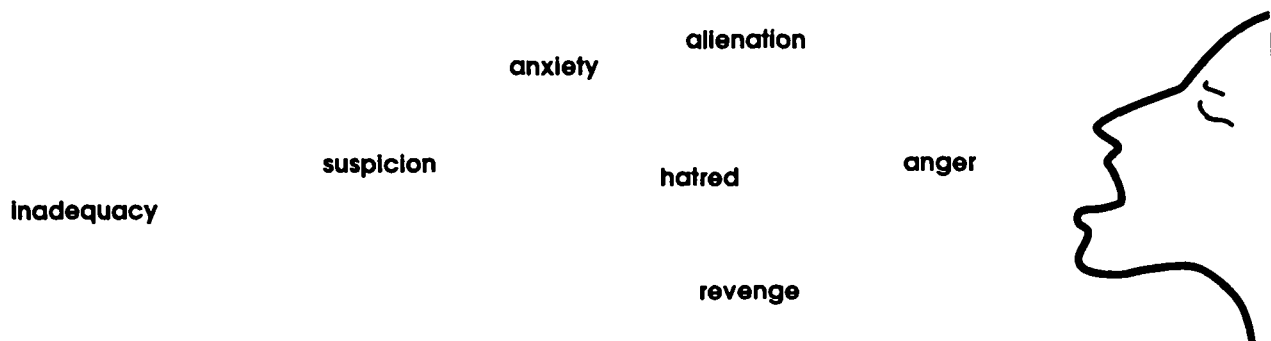 alienation
anxiety
suspicion
hatred
anger
inadequacy
revenge